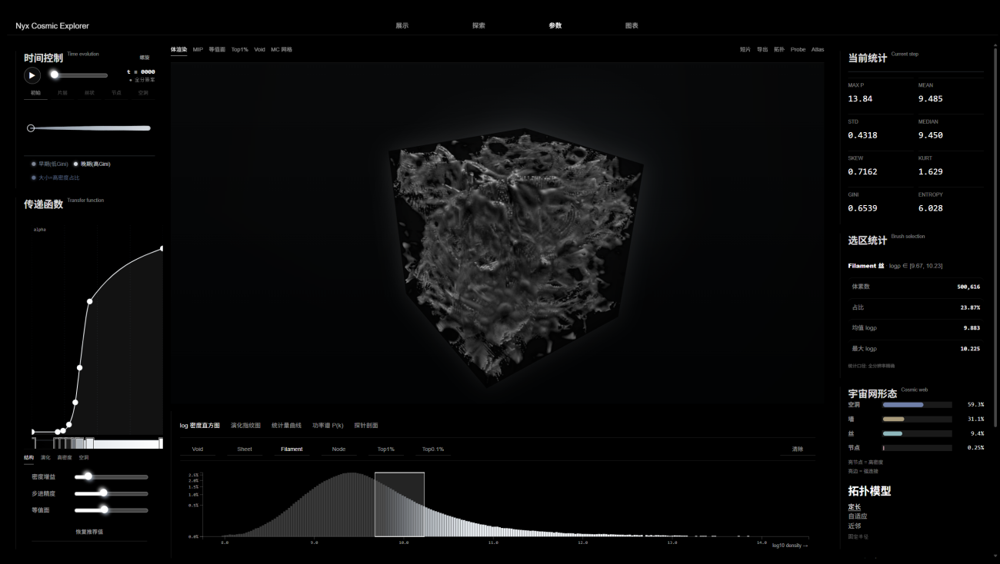 Nyx Cosmic Explorer
展示 探索 参数 图表
时间控制 Time evolution
螺旋
t = 0000
全分辨率
初始 片层 丝状 节点 空洞
早期(低Gini) 晚期(高Gini)
大小=高密度占比
传递函数 Transfer function
alpha
结构 演化 高密度 空洞
密度增益
步进精度
等值面
恢复推荐值
体渲染 MIP 等值面 Top1% Void MC 网格
短片 导出 拓扑 Probe Atlas
log 密度直方图 演化指纹图 统计量曲线 功率谱 P(k) 探针剖面
Void Sheet Filament Node Top1% Top0.1% 清除
2.5%
2.0%
1.5%
1.0%
0.5%
0.0%
8.0 9.0 10.0 11.0 12.0 13.0 14.0
log10 density →
当前统计 Current step
MAX Ρ MEAN
13.84 9.485
STD MEDIAN
0.4318 9.450
SKEW KURT
0.7162 1.629
GINI ENTROPY
0.6539 6.028
选区统计 Brush selection
Filament 丝 · logρ ∈ [9.67, 10.23]
体素数 500,616
占比 23.87%
均值 logρ 9.883
最大 logρ 10.225
统计口径: 全分辨率精确
宇宙网形态 Cosmic web
空洞 59.3%
墙 31.1%
丝 9.4%
节点 0.25%
亮节点 = 高密度
亮边 = 强连接
拓扑模型
定长
自适应
近邻
固定半径